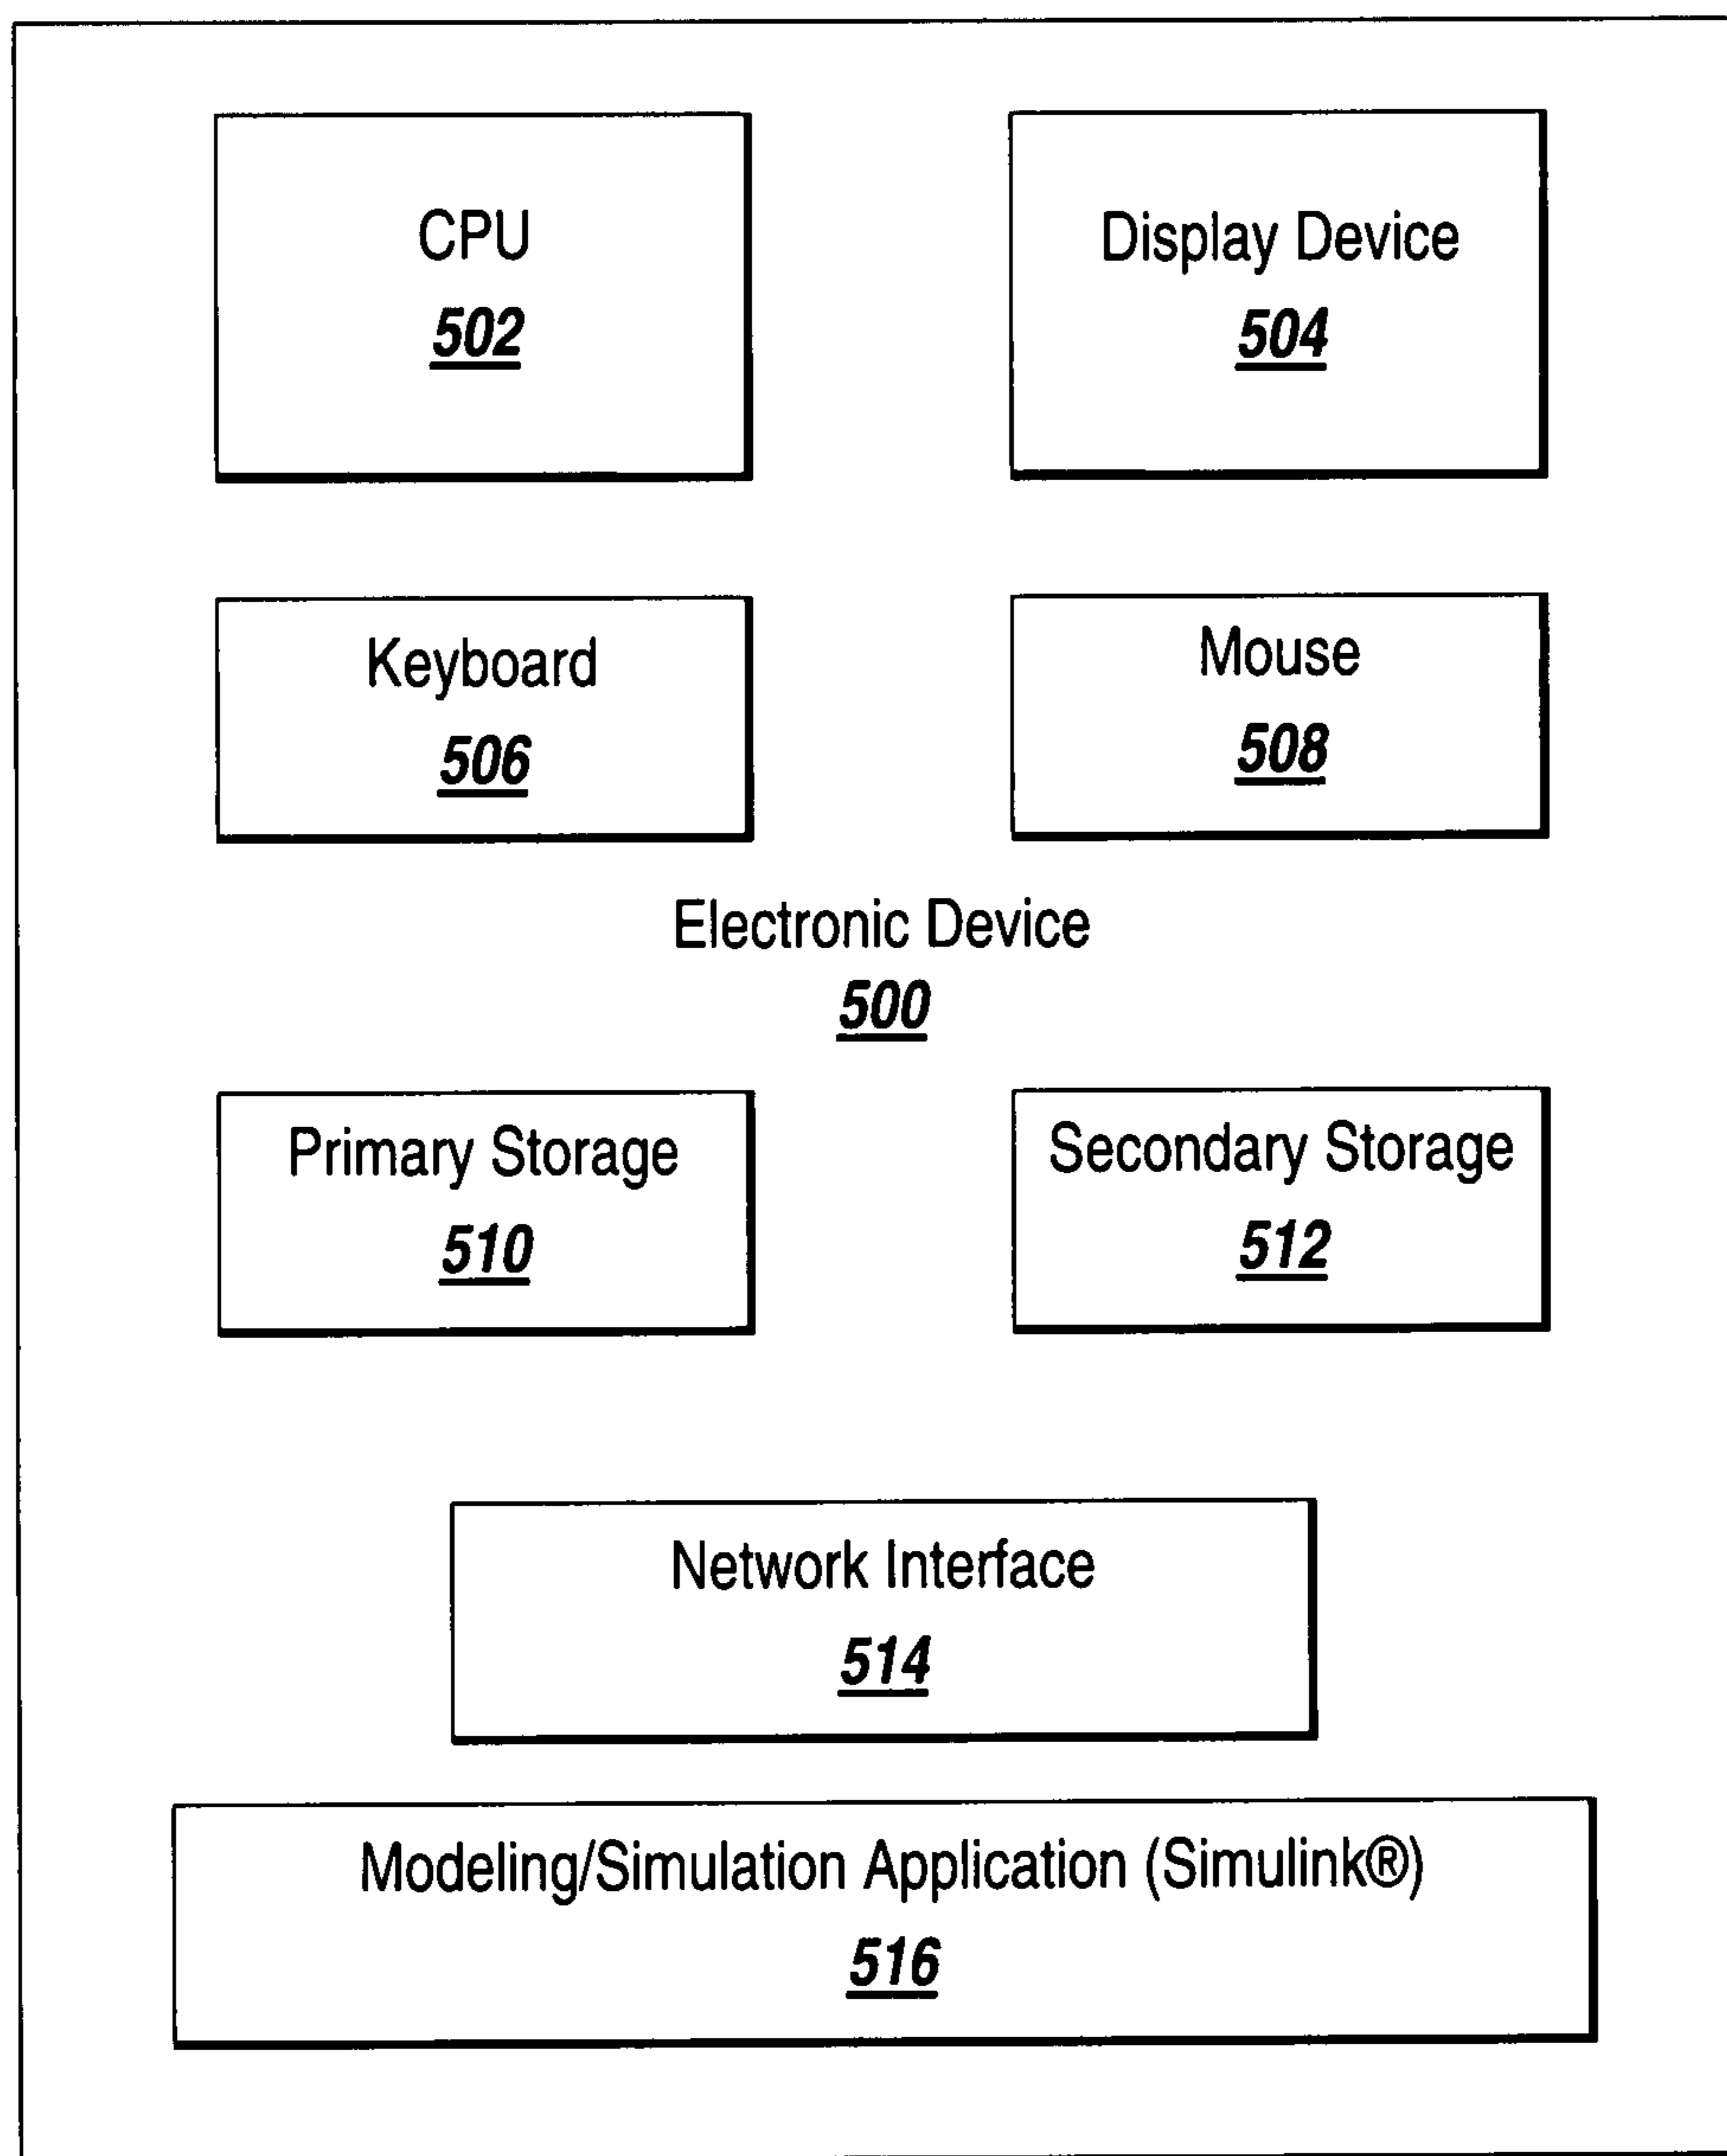 CPU
502
Display Device
504
Keyboard
506
Mouse
508
Electronic Device
500
Primary Storage
510
Secondary Storage
512
Network Interface
514
Modeling/Simulation Application (Simulink®)
516